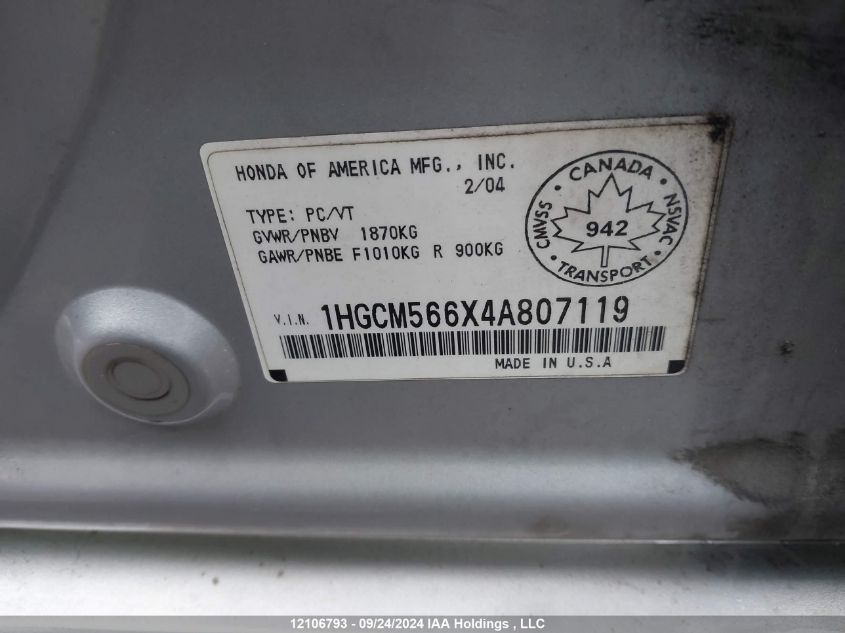 HONDA OF AMERICA MFG., INC.
2/04
TYPE: PC/VT
GVWR/PNBV 1870KG
GAWR/PNBE F1010KG R 900KG
CANADA
CMVSS
942
NSVAC
TRANSPORT
V.I.N. 1HGCM566X4A807119
MADE IN U.S.A
12106793 - 09/24/2024 IAA Holdings , LLC